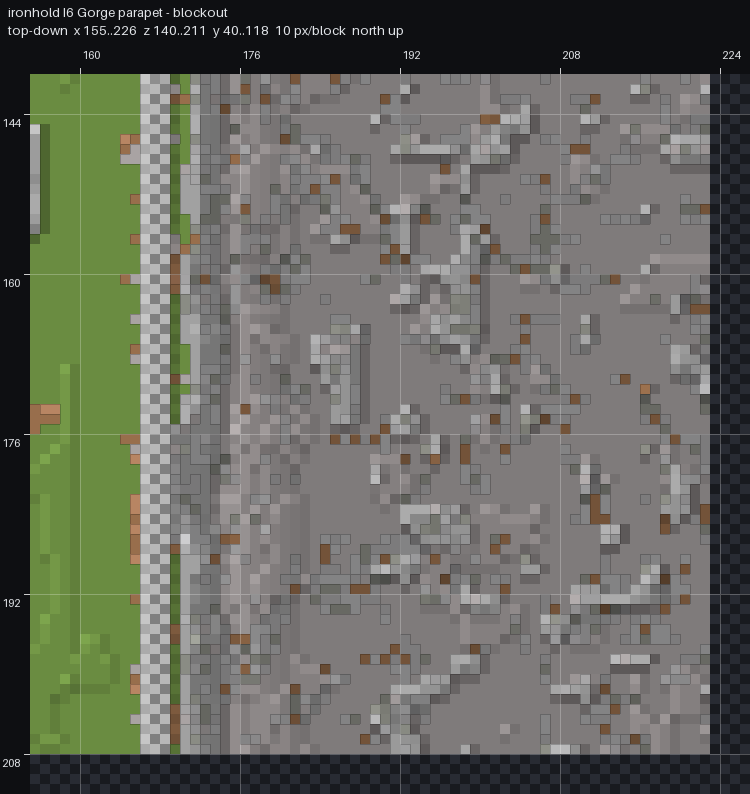 ironhold I6 Gorge parapet - blockout
top-down  x 155..226  z 140..211  y 40..118  10 px/block  north up
160 176 192 208 224
144
160
176
192
208